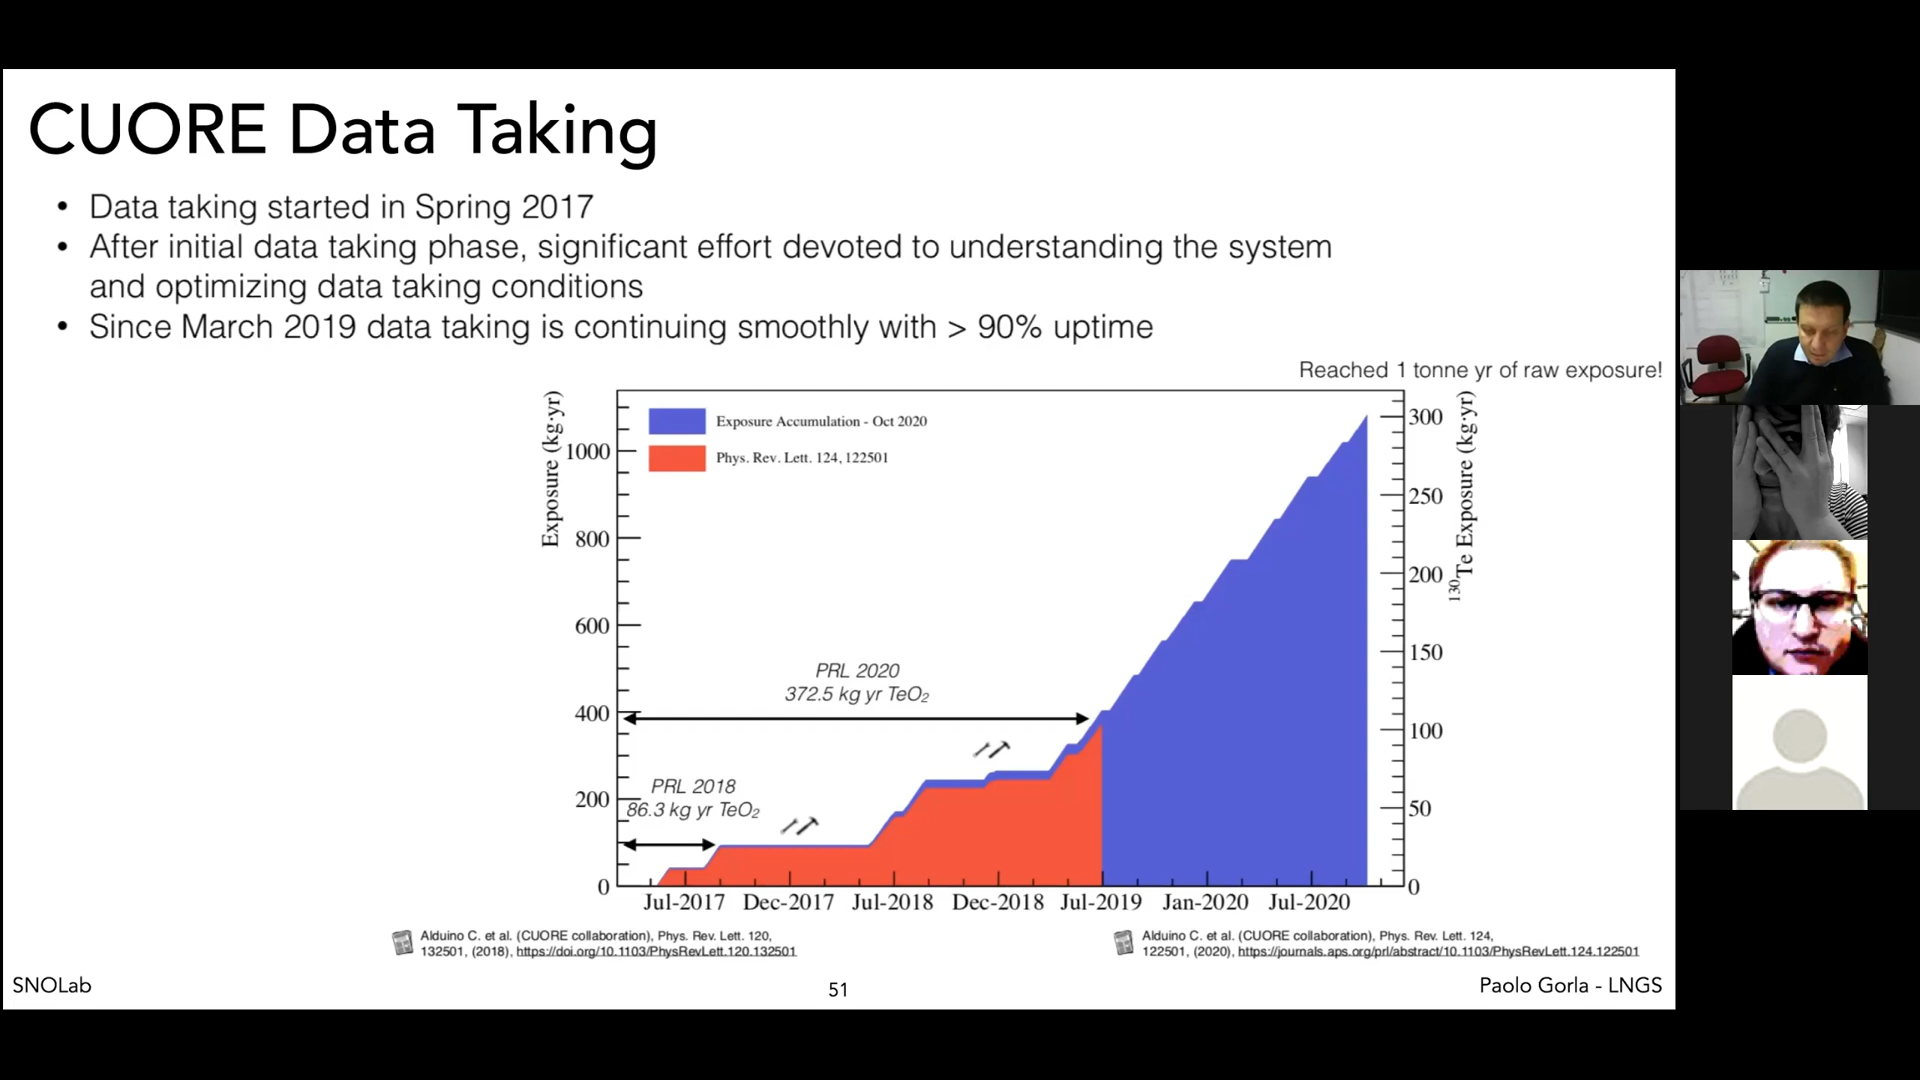 CUORE Data Taking
• Data taking started in Spring 2017
• After initial data taking phase, significant effort devoted to understanding the system
and optimizing data taking conditions
• Since March 2019 data taking is continuing smoothly with > 90% uptime
Reached 1 tonne yr of raw exposure!
Exposure (kg·yr)
1000
800
600
400
200
0
Exposure Accumulation - Oct 2020
Phys. Rev. Lett. 124, 122501
PRL 2020
372.5 kg yr TeO₂
PRL 2018
86.3 kg yr TeO₂
300
250
200
150
100
50
0
¹³⁰Te Exposure (kg·yr)
Jul-2017 Dec-2017 Jul-2018 Dec-2018 Jul-2019 Jan-2020 Jul-2020
Alduino C. et al. (CUORE collaboration), Phys. Rev. Lett. 120,
132501, (2018), https://doi.org/10.1103/PhysRevLett.120.132501
Alduino C. et al. (CUORE collaboration), Phys. Rev. Lett. 124,
122501, (2020), https://journals.aps.org/prl/abstract/10.1103/PhysRevLett.124.122501
SNOLab
51
Paolo Gorla - LNGS